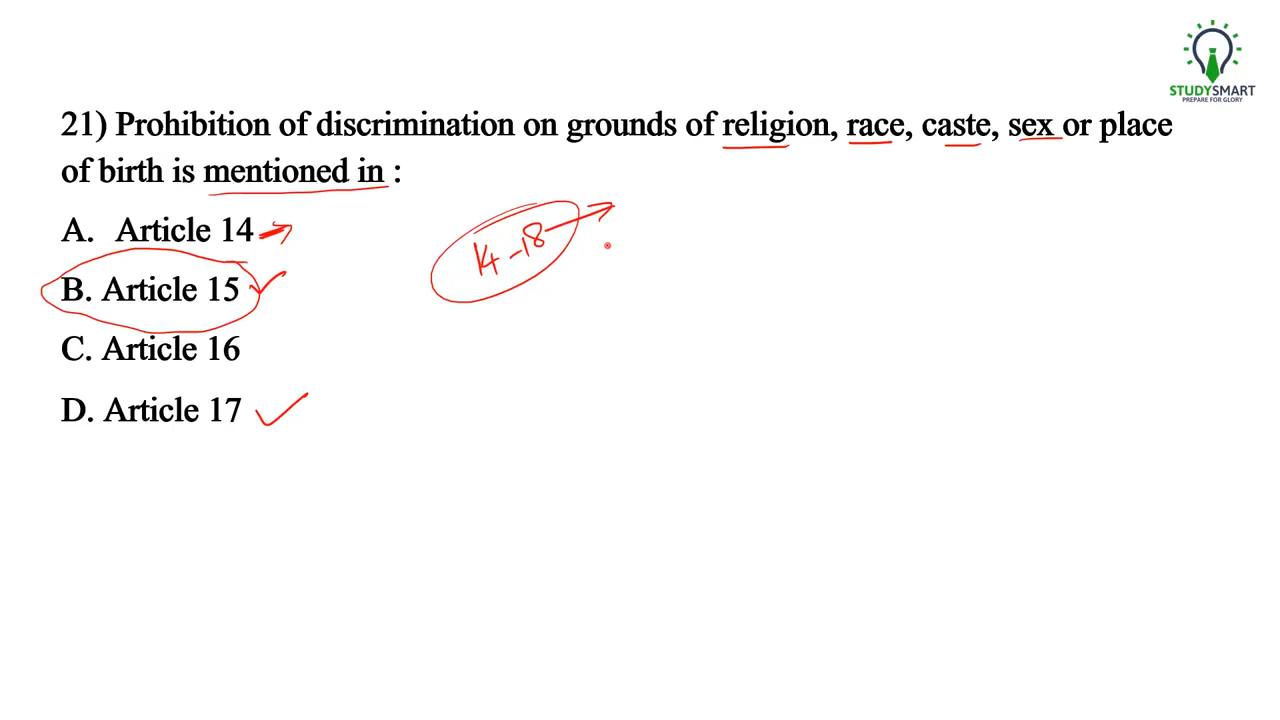 STUDYSMART
PREPARE FOR GLORY
21) Prohibition of discrimination on grounds of religion, race, caste, sex or place
of birth is mentioned in :
A. Article 14
14-18
B. Article 15
C. Article 16
D. Article 17